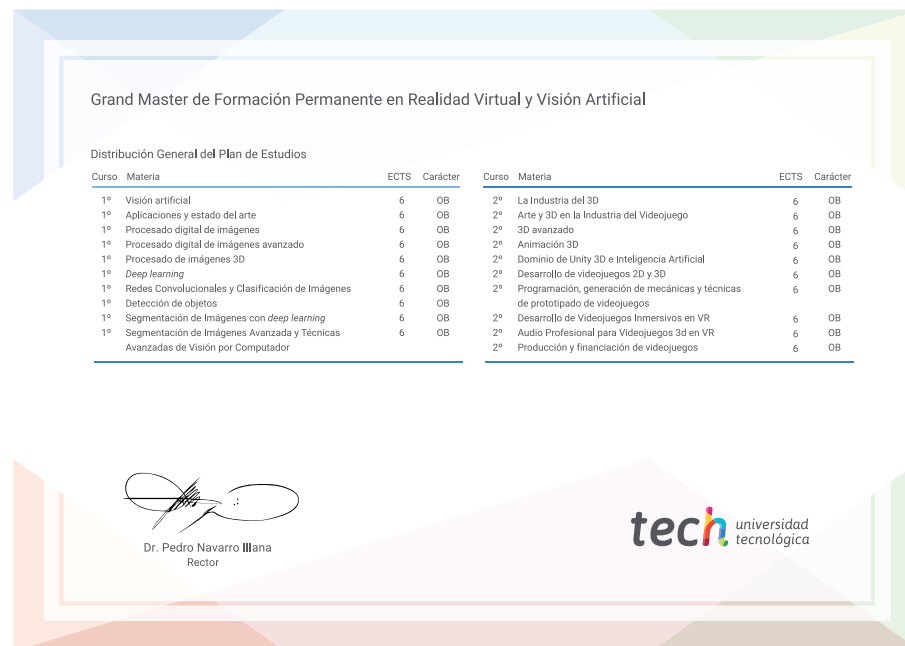 Grand Master de Formación Permanente en Realidad Virtual y Visión Artificial
Distribución General del Plan de Estudios
Curso Materia ECTS Carácter
1º Visión artificial 6 OB
1º Aplicaciones y estado del arte 6 OB
1º Procesado digital de imágenes 6 OB
1º Procesado digital de imágenes avanzado 6 OB
1º Procesado de imágenes 3D 6 OB
1º Deep learning 6 OB
1º Redes Convolucionales y Clasificación de Imágenes 6 OB
1º Detección de objetos 6 OB
1º Segmentación de Imágenes con deep learning 6 OB
1º Segmentación de Imágenes Avanzada y Técnicas 6 OB
Avanzadas de Visión por Computador
Curso Materia ECTS Carácter
2º La Industria del 3D 6 OB
2º Arte y 3D en la Industria del Videojuego 6 OB
2º 3D avanzado 6 OB
2º Animación 3D 6 OB
2º Dominio de Unity 3D e Inteligencia Artificial 6 OB
2º Desarrollo de videojuegos 2D y 3D 6 OB
2º Programación, generación de mecánicas y técnicas 6 OB
de prototipado de videojuegos
2º Desarrollo de Videojuegos Inmersivos en VR 6 OB
2º Audio Profesional para Videojuegos 3d en VR 6 OB
2º Producción y financiación de videojuegos 6 OB
Dr. Pedro Navarro Illana
Rector
tech universidad
tecnológica